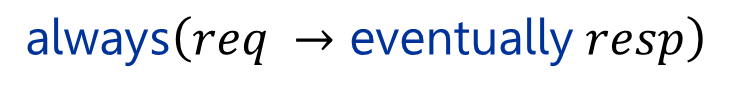 always(req → eventually resp)